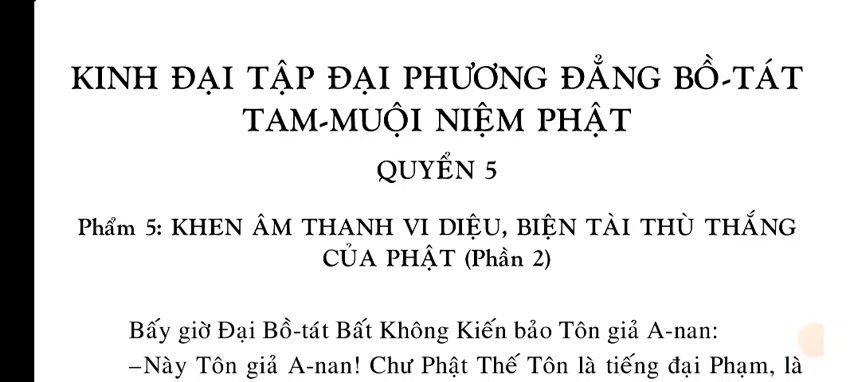 KINH ĐẠI TẬP ĐẠI PHƯƠNG ĐẲNG BỒ-TÁT
TAM-MUỘI NIỆM PHẬT
QUYỂN 5
Phẩm 5: KHEN ÂM THANH VI DIỆU, BIỆN TÀI THÙ THẮNG
CỦA PHẬT (Phần 2)
Bấy giờ Đại Bồ-tát Bất Không Kiến bảo Tôn giả A-nan:
–Này Tôn giả A-nan! Chư Phật Thế Tôn là tiếng đại Phạm, là